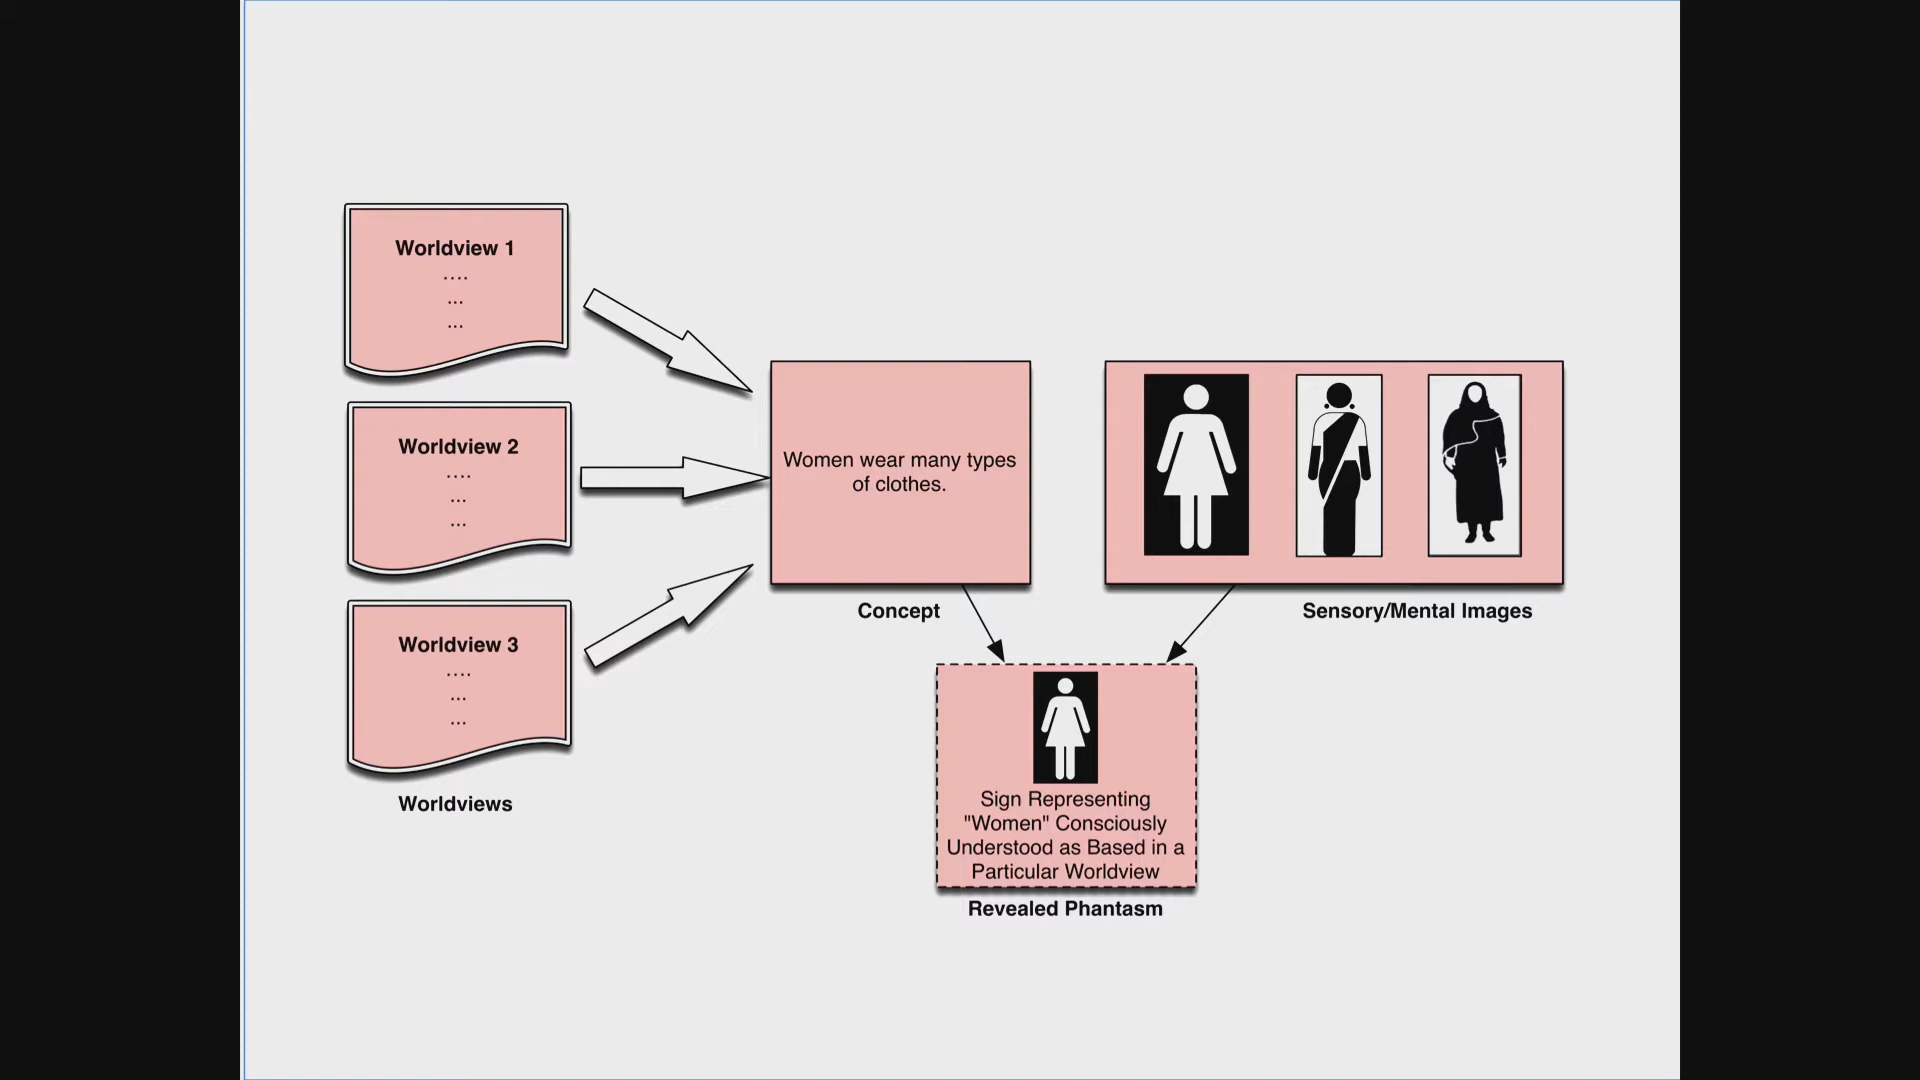 Worldview 1
....
...
...
Worldview 2
....
...
...
Worldview 3
....
...
...
Worldviews
Women wear many types
of clothes.
Concept
Sensory/Mental Images
Sign Representing
"Women" Consciously
Understood as Based in a
Particular Worldview
Revealed Phantasm